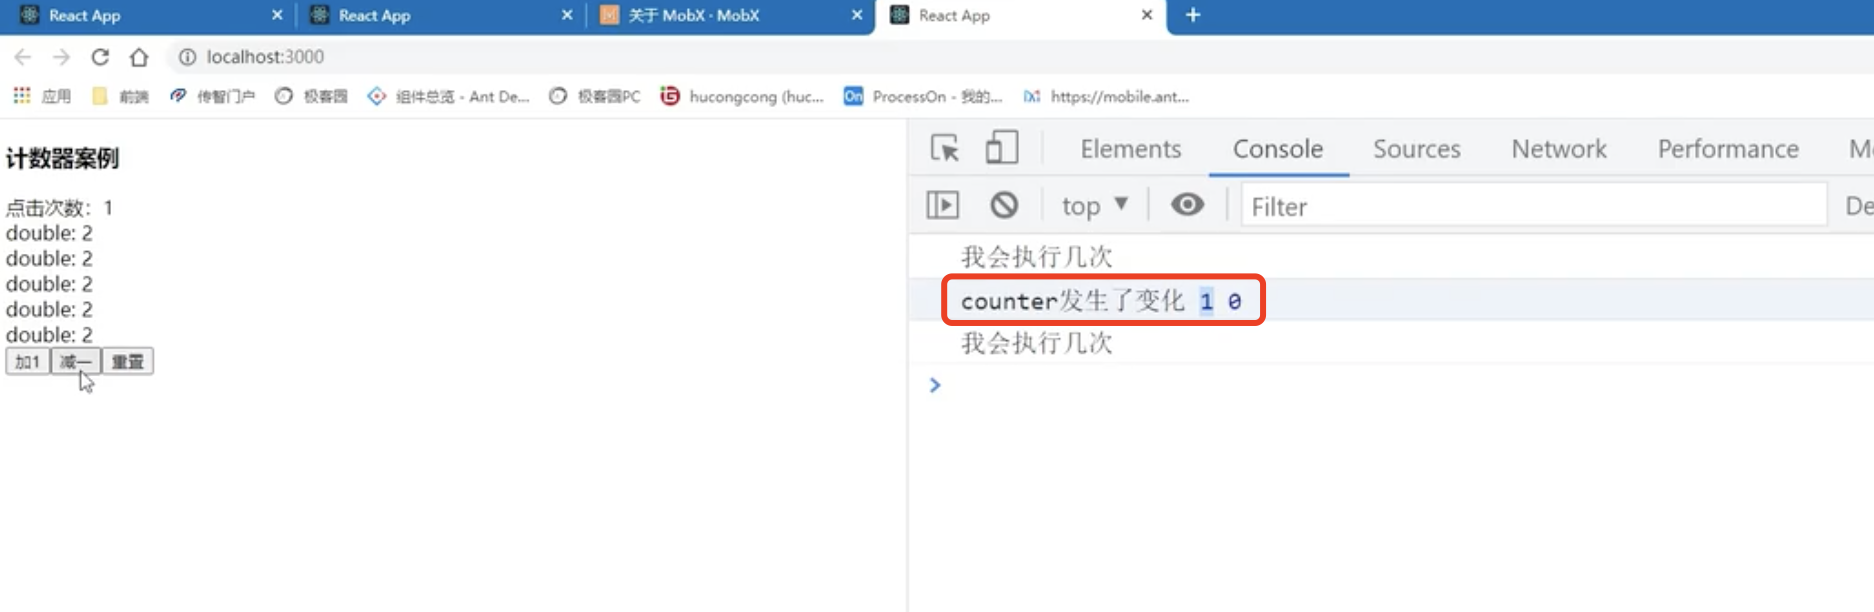 React App
React App
关于 MobX · MobX
React App
localhost:3000
应用
前端
传智门户
极客园
组件总览 - Ant De...
极客园PC
hucongcong (huc...
On
ProcessOn - 我的...
https://mobile.ant...
计数器案例
点击次数：1
double: 2
double: 2
double: 2
double: 2
double: 2
加1
减一
重置
Elements
Console
Sources
Network
Performance
top
Filter
De
我会执行几次
counter发生了变化 1 0
我会执行几次